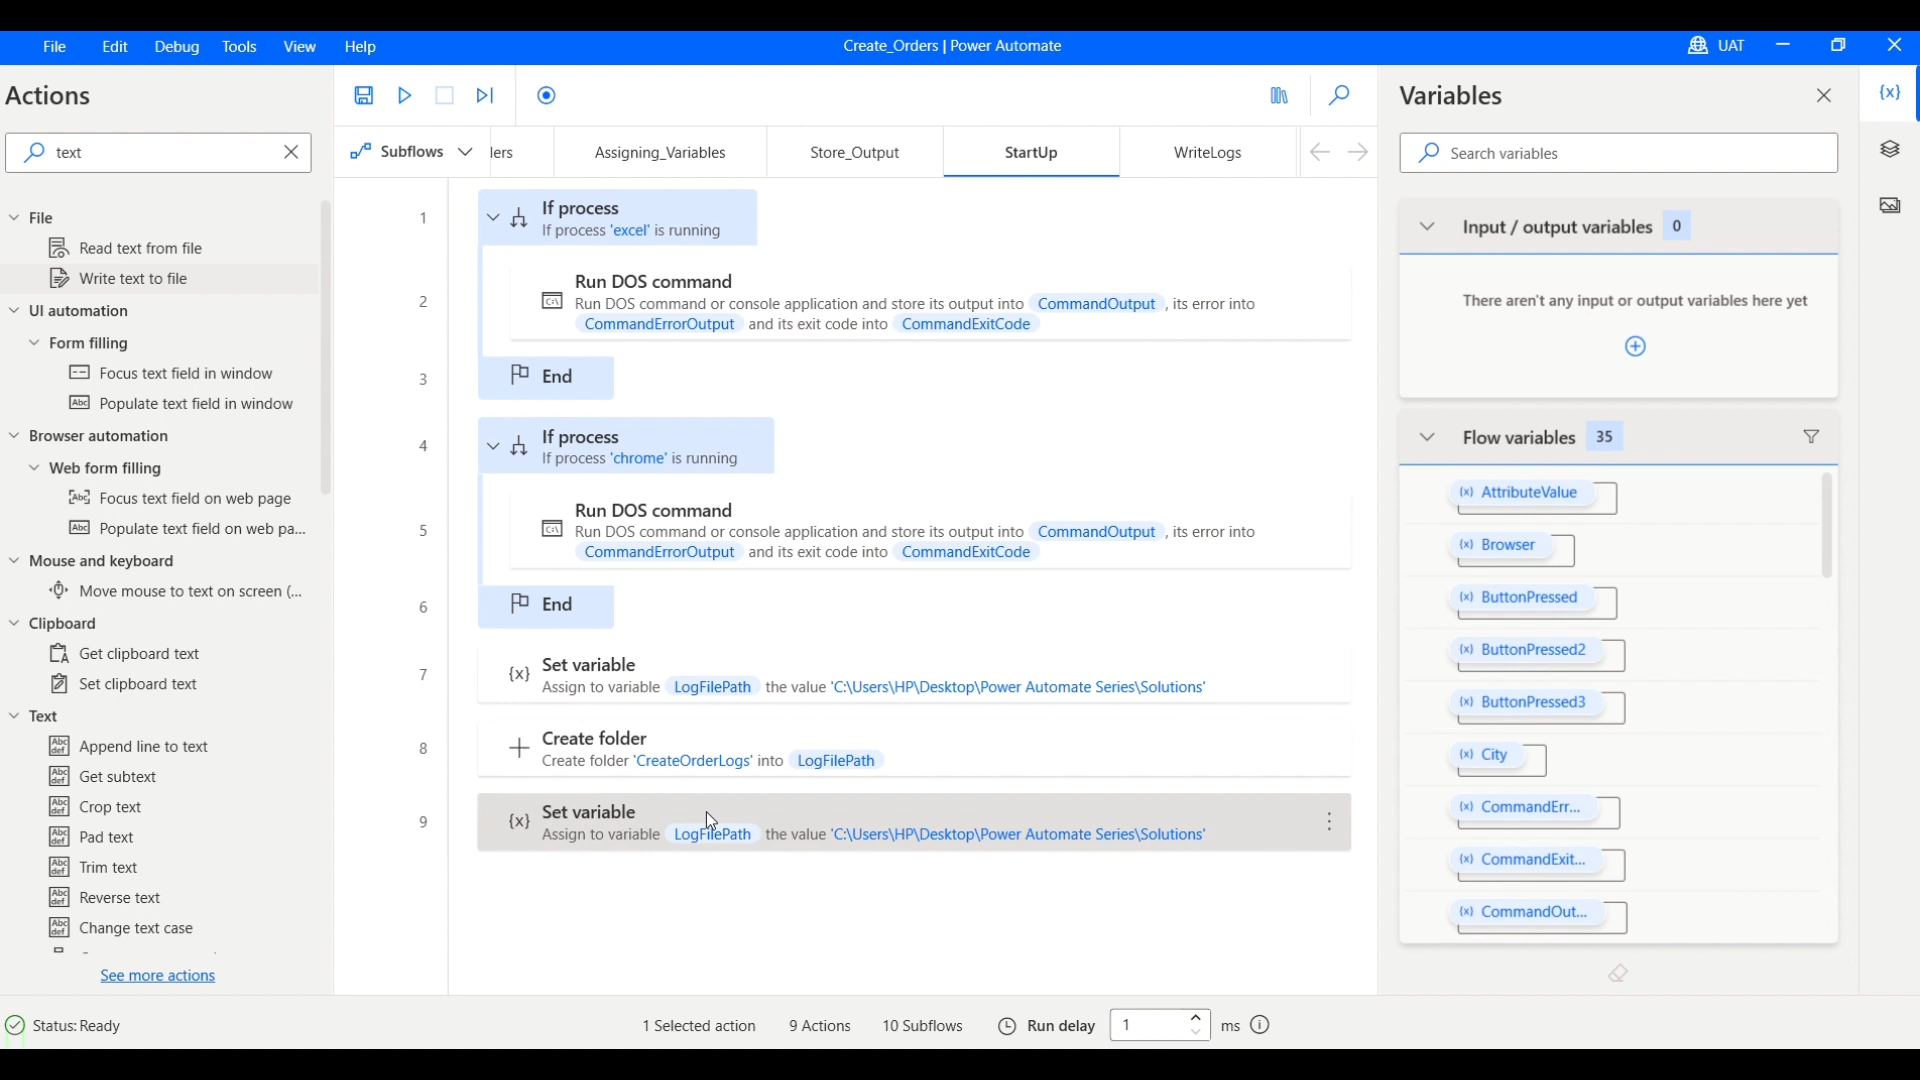 File Edit Debug Tools View Help
Create_Orders | Power Automate
UAT
Actions
text
File
Read text from file
Write text to file
UI automation
Form filling
Focus text field in window
Populate text field in window
Browser automation
Web form filling
Focus text field on web page
Populate text field on web pa...
Mouse and keyboard
Move mouse to text on screen (...
Clipboard
Get clipboard text
Set clipboard text
Text
Append line to text
Get subtext
Crop text
Pad text
Trim text
Reverse text
Change text case
See more actions
Subflows
lers Assigning_Variables Store_Output StartUp WriteLogs
1
If process
If process 'excel' is running
2
Run DOS command
Run DOS command or console application and store its output into CommandOutput , its error into
CommandErrorOutput and its exit code into CommandExitCode
3
End
4
If process
If process 'chrome' is running
5
Run DOS command
Run DOS command or console application and store its output into CommandOutput , its error into
CommandErrorOutput and its exit code into CommandExitCode
6
End
7
Set variable
Assign to variable LogFilePath the value 'C:\Users\HP\Desktop\Power Automate Series\Solutions'
8
Create folder
Create folder 'CreateOrderLogs' into LogFilePath
9
Set variable
Assign to variable LogFilePath the value 'C:\Users\HP\Desktop\Power Automate Series\Solutions'
Variables
{x}
Search variables
Input / output variables 0
There aren't any input or output variables here yet
Flow variables 35
(x) AttributeValue
(x) Browser
(x) ButtonPressed
(x) ButtonPressed2
(x) ButtonPressed3
(x) City
(x) CommandErr...
(x) CommandExit...
(x) CommandOut...
Status: Ready
1 Selected action 9 Actions 10 Subflows Run delay 1 ms